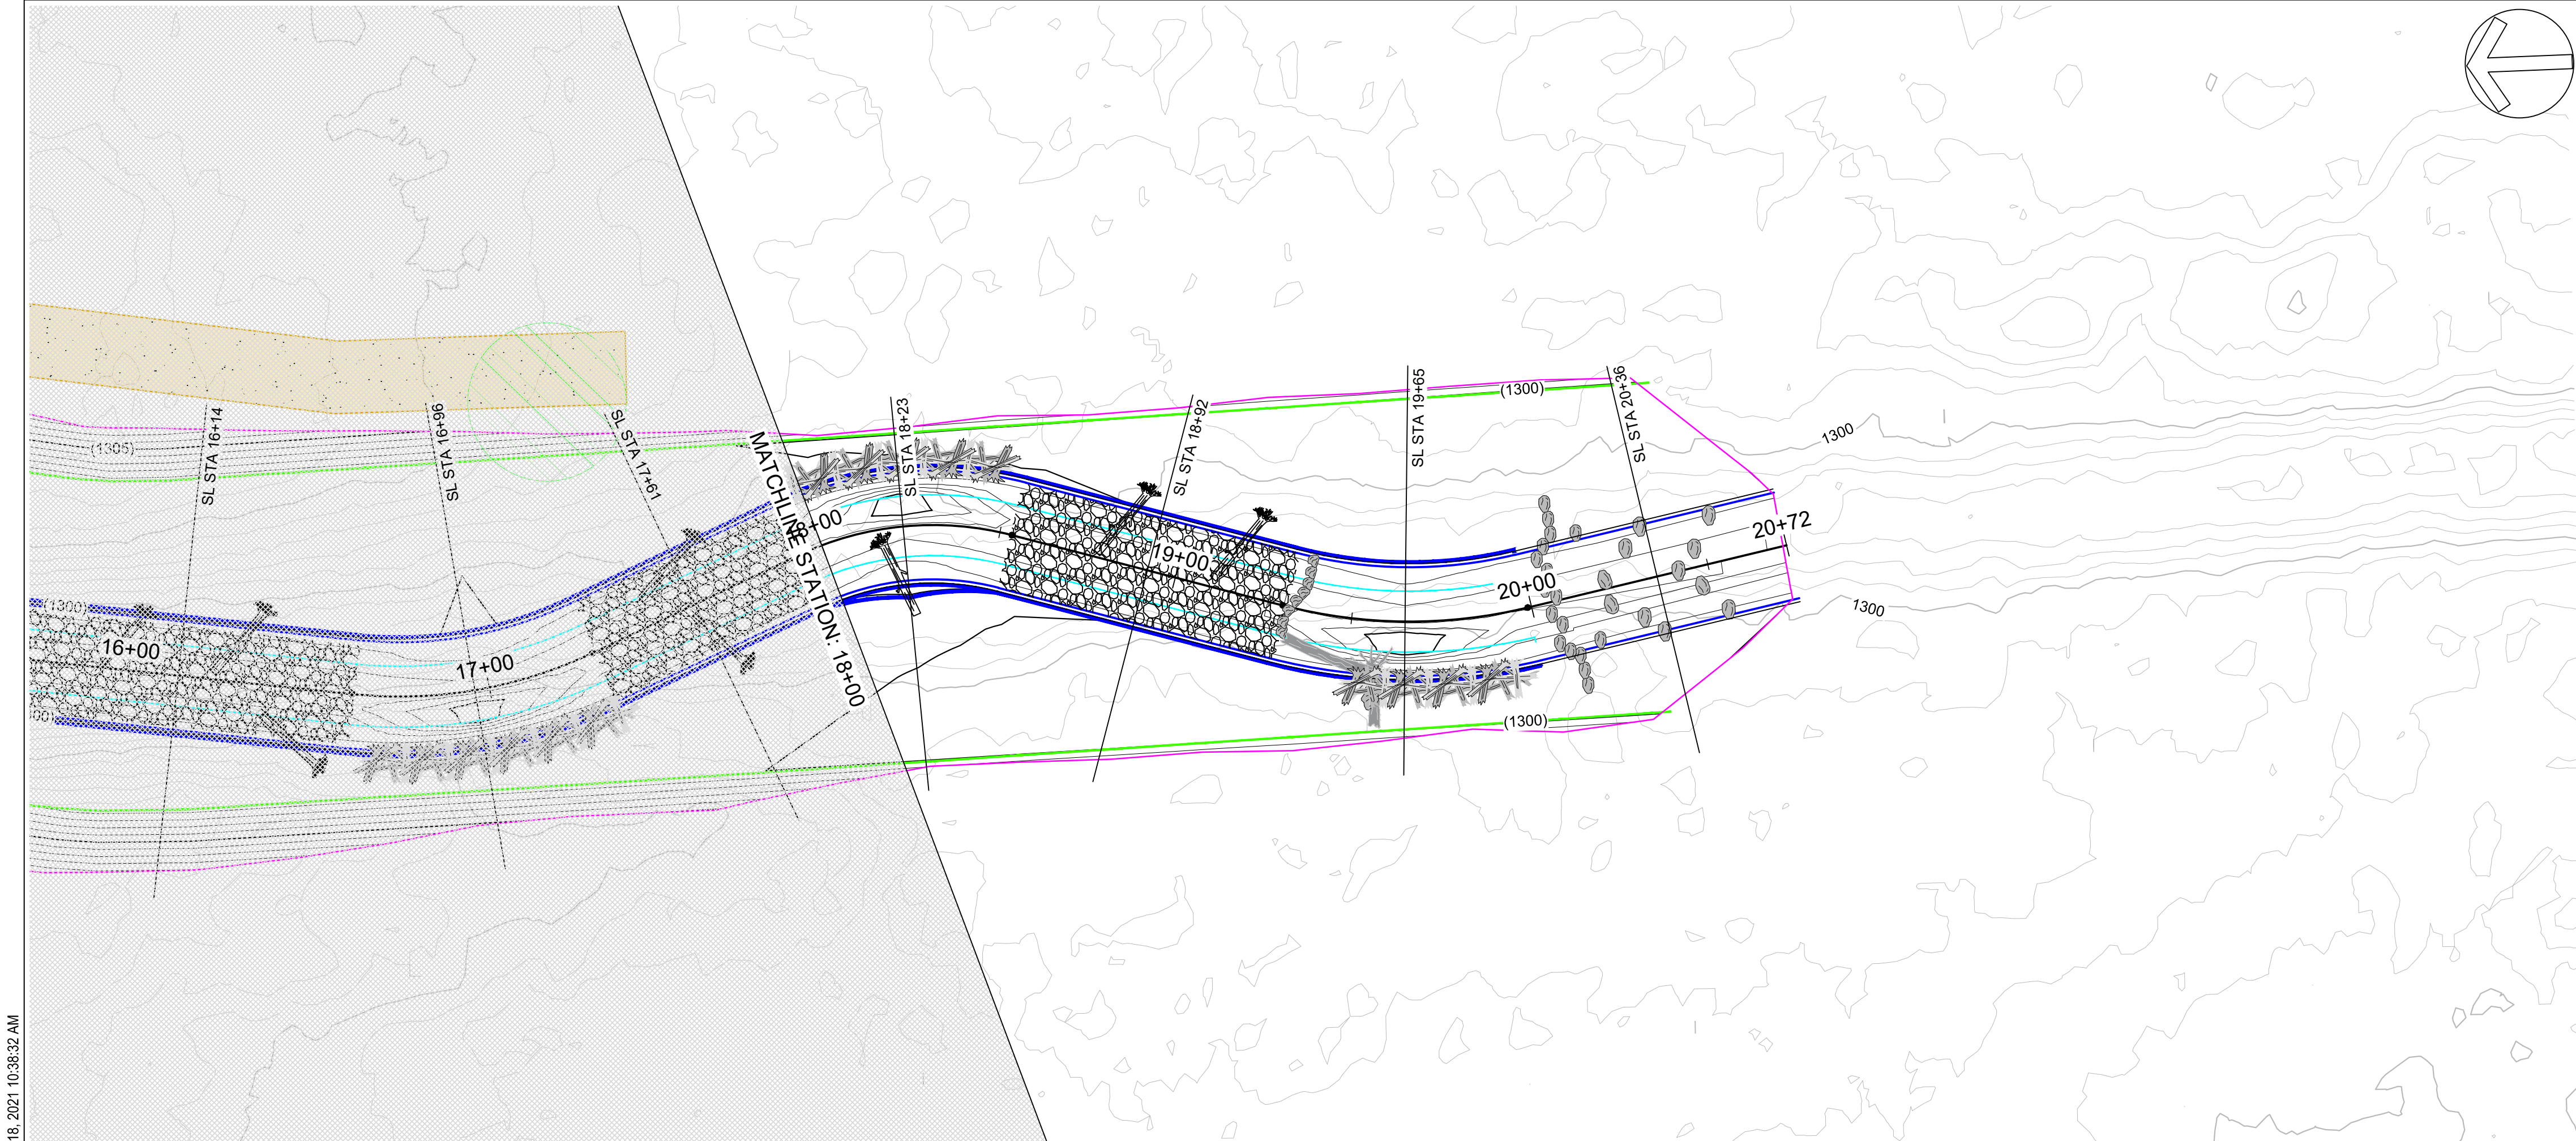 (1305)
SL STA 16+14
SL STA 16+96
SL STA 17+61
MATCHLINE STATION: 18+00
SL STA 18+23
SL STA 18+92
SL STA 19+65
SL STA 20+36
(1300)
1300
20+72
8+00
19+00
20+00
1300
(1300)
16+00
17+00
(1300)
18, 2021 10:38:32 AM